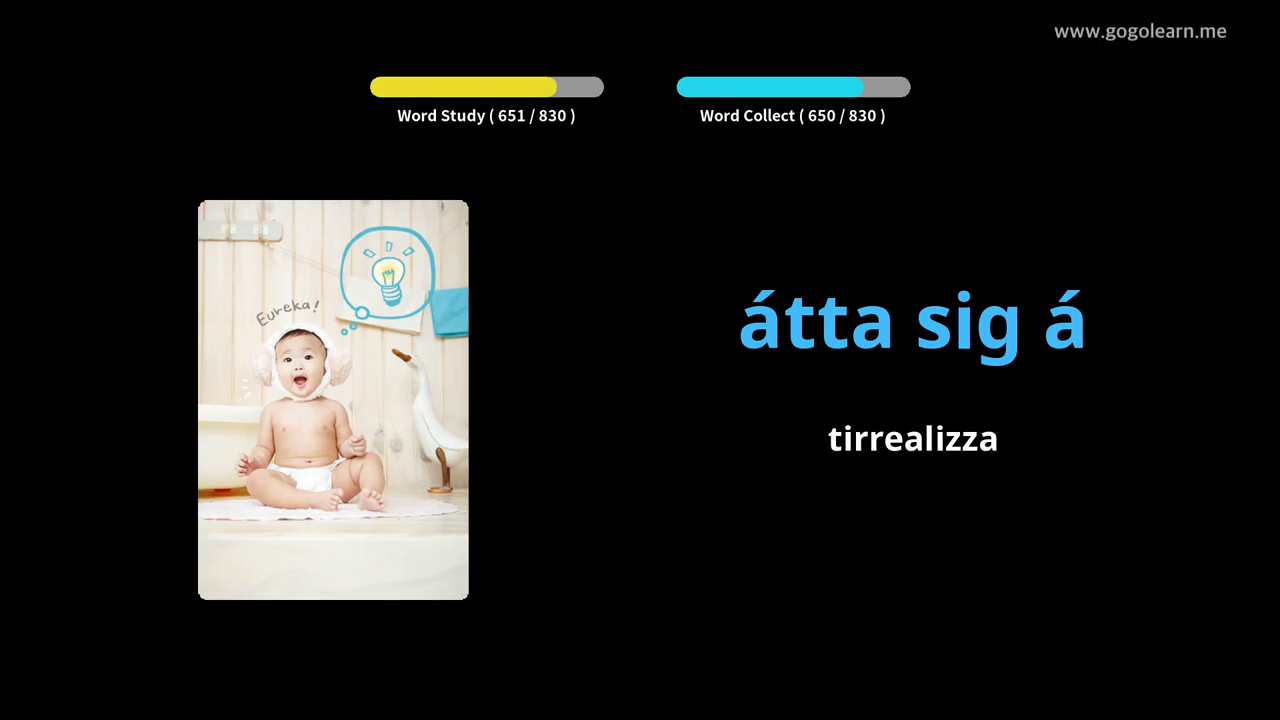 www.gogolearn.me
Word Study ( 651 / 830 )
Word Collect ( 650 / 830 )
Eureka!
átta sig á
tirrealizza